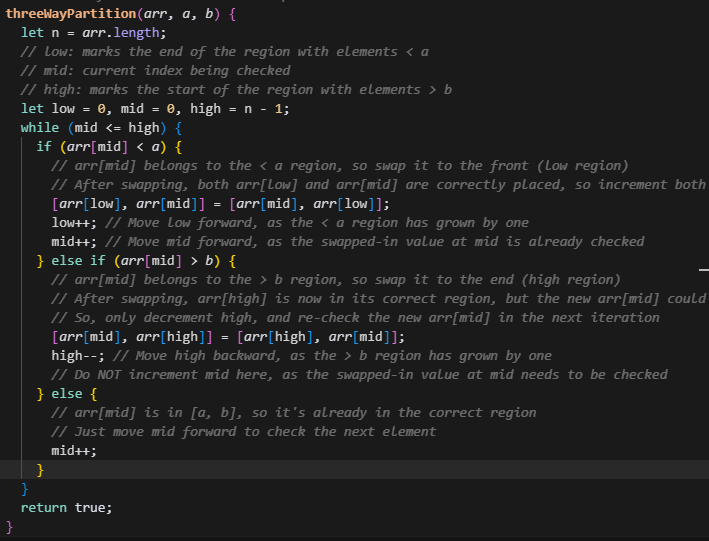 threeWayPartition(arr, a, b) {
let n = arr.length;
// low: marks the end of the region with elements < a
// mid: current index being checked
// high: marks the start of the region with elements > b
let low = 0, mid = 0, high = n - 1;
while (mid <= high) {
if (arr[mid] < a) {
// arr[mid] belongs to the < a region, so swap it to the front (low region)
// After swapping, both arr[low] and arr[mid] are correctly placed, so increment both
[arr[low], arr[mid]] = [arr[mid], arr[low]];
low++; // Move low forward, as the < a region has grown by one
mid++; // Move mid forward, as the swapped-in value at mid is already checked
} else if (arr[mid] > b) {
// arr[mid] belongs to the > b region, so swap it to the end (high region)
// After swapping, arr[high] is now in its correct region, but the new arr[mid] could
// So, only decrement high, and re-check the new arr[mid] in the next iteration
[arr[mid], arr[high]] = [arr[high], arr[mid]];
high--; // Move high backward, as the > b region has grown by one
// Do NOT increment mid here, as the swapped-in value at mid needs to be checked
} else {
// arr[mid] is in [a, b], so it's already in the correct region
// Just move mid forward to check the next element
mid++;
}
}
return true;
}